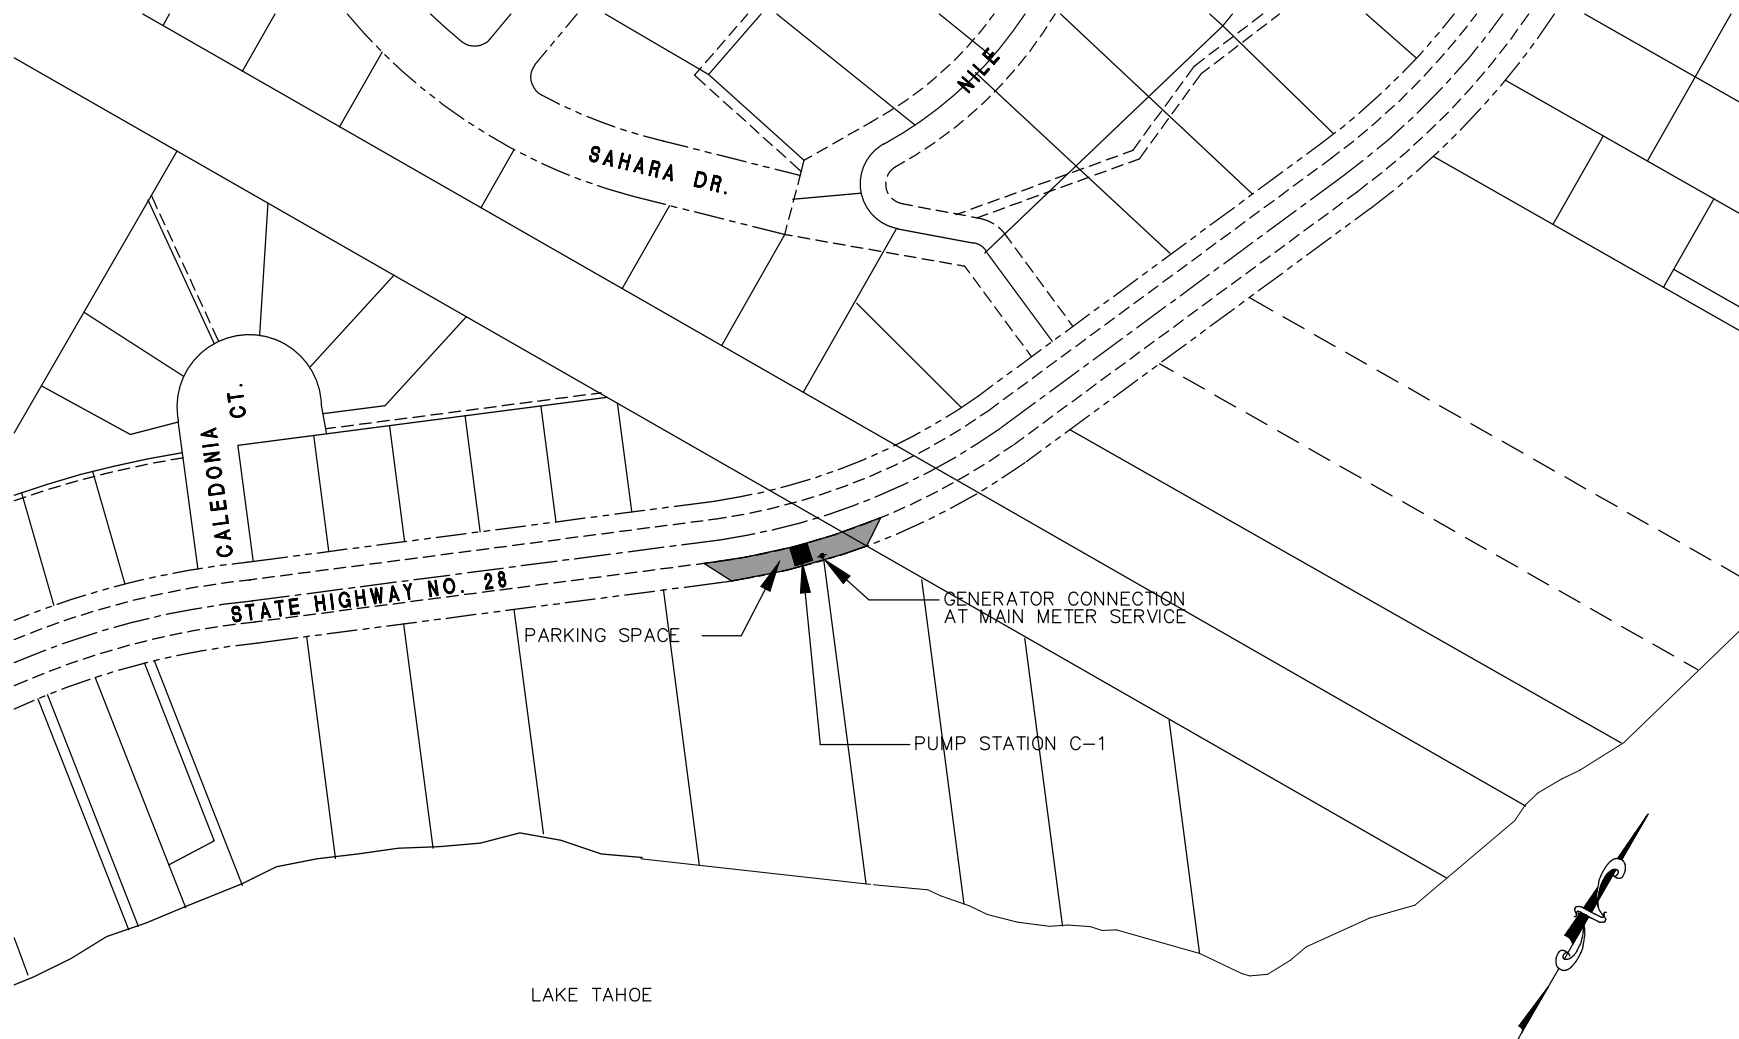 NILE
SAHARA DR.
CALEDONIA CT.
STATE HIGHWAY NO. 28
GENERATOR CONNECTION
AT MAIN METER SERVICE
PARKING SPACE
PUMP STATION C-1
LAKE TAHOE